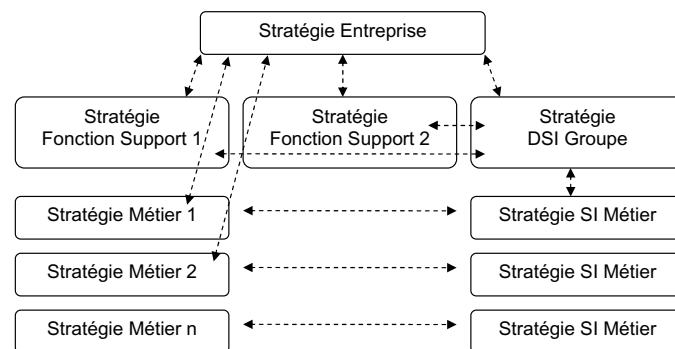 Stratégie Entreprise
Stratégie
Fonction Support 1
Stratégie
Fonction Support 2
Stratégie
DSI Groupe
Stratégie Métier 1
Stratégie SI Métier
Stratégie Métier 2
Stratégie SI Métier
Stratégie Métier n
Stratégie SI Métier